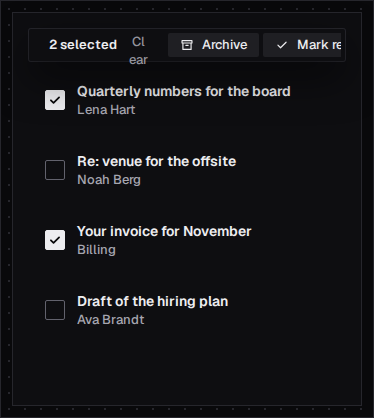 2 selected
Cl
ear
Archive
Mark re
Quarterly numbers for the board
Lena Hart
Re: venue for the offsite
Noah Berg
Your invoice for November
Billing
Draft of the hiring plan
Ava Brandt